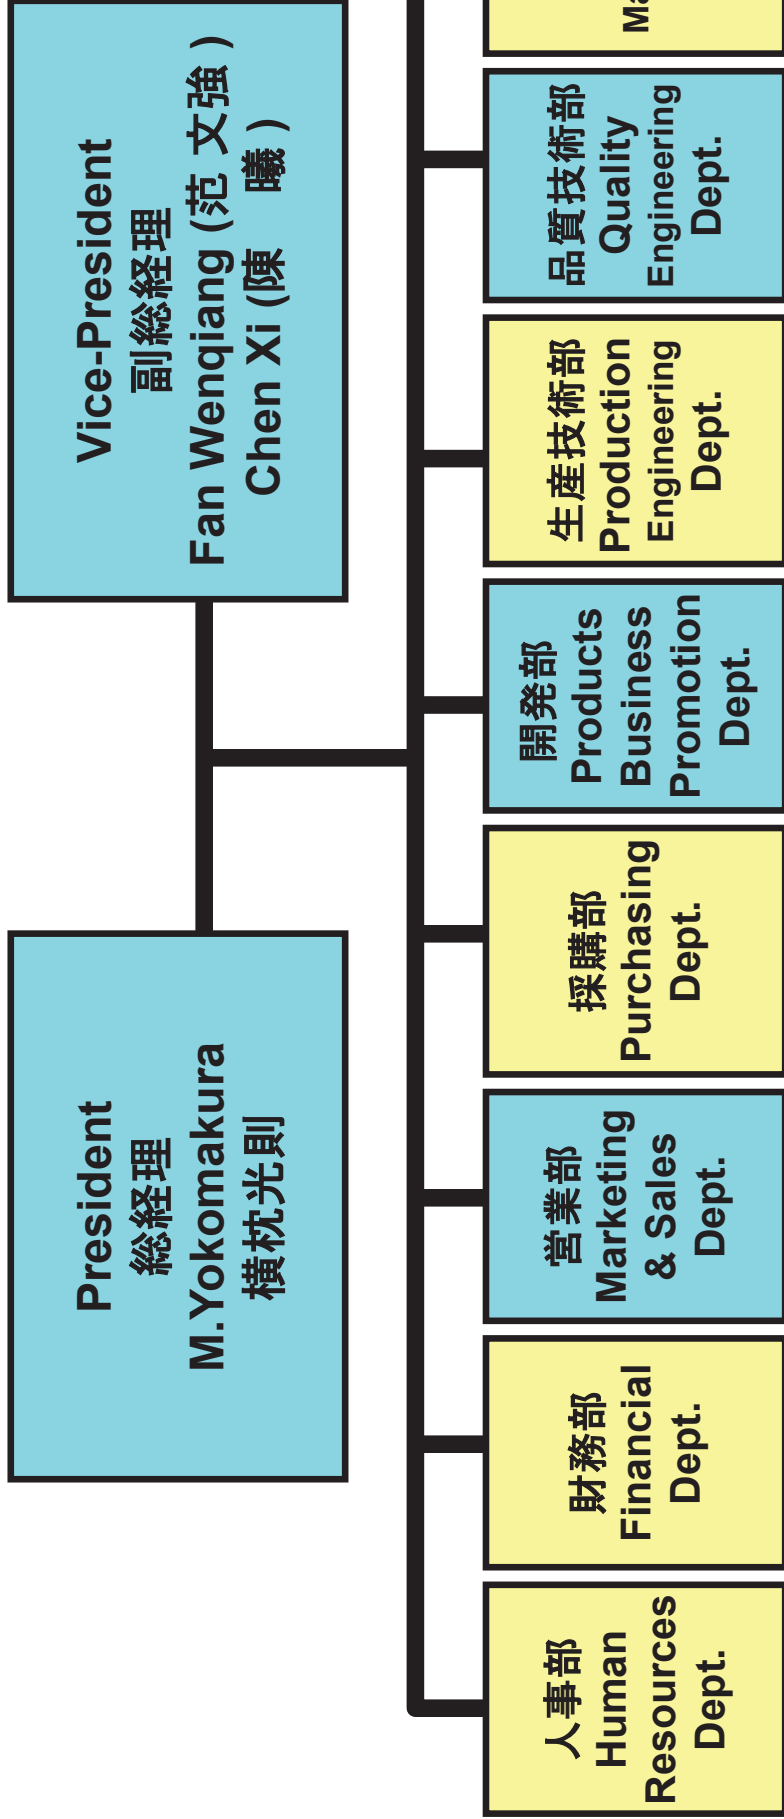 President
総経理
M.Yokomakura
横枕光則
Vice-President
副総経理
Fan Wenqiang (范 文強 )
Chen Xi (陳 曦 )
人事部
Human
Resources
Dept.
財務部
Financial
Dept.
営業部
Marketing
& Sales
Dept.
採購部
Purchasing
Dept.
開発部
Products
Business
Promotion
Dept.
生産技術部
Production
Engineering
Dept.
品質技術部
Quality
Engineering
Dept.